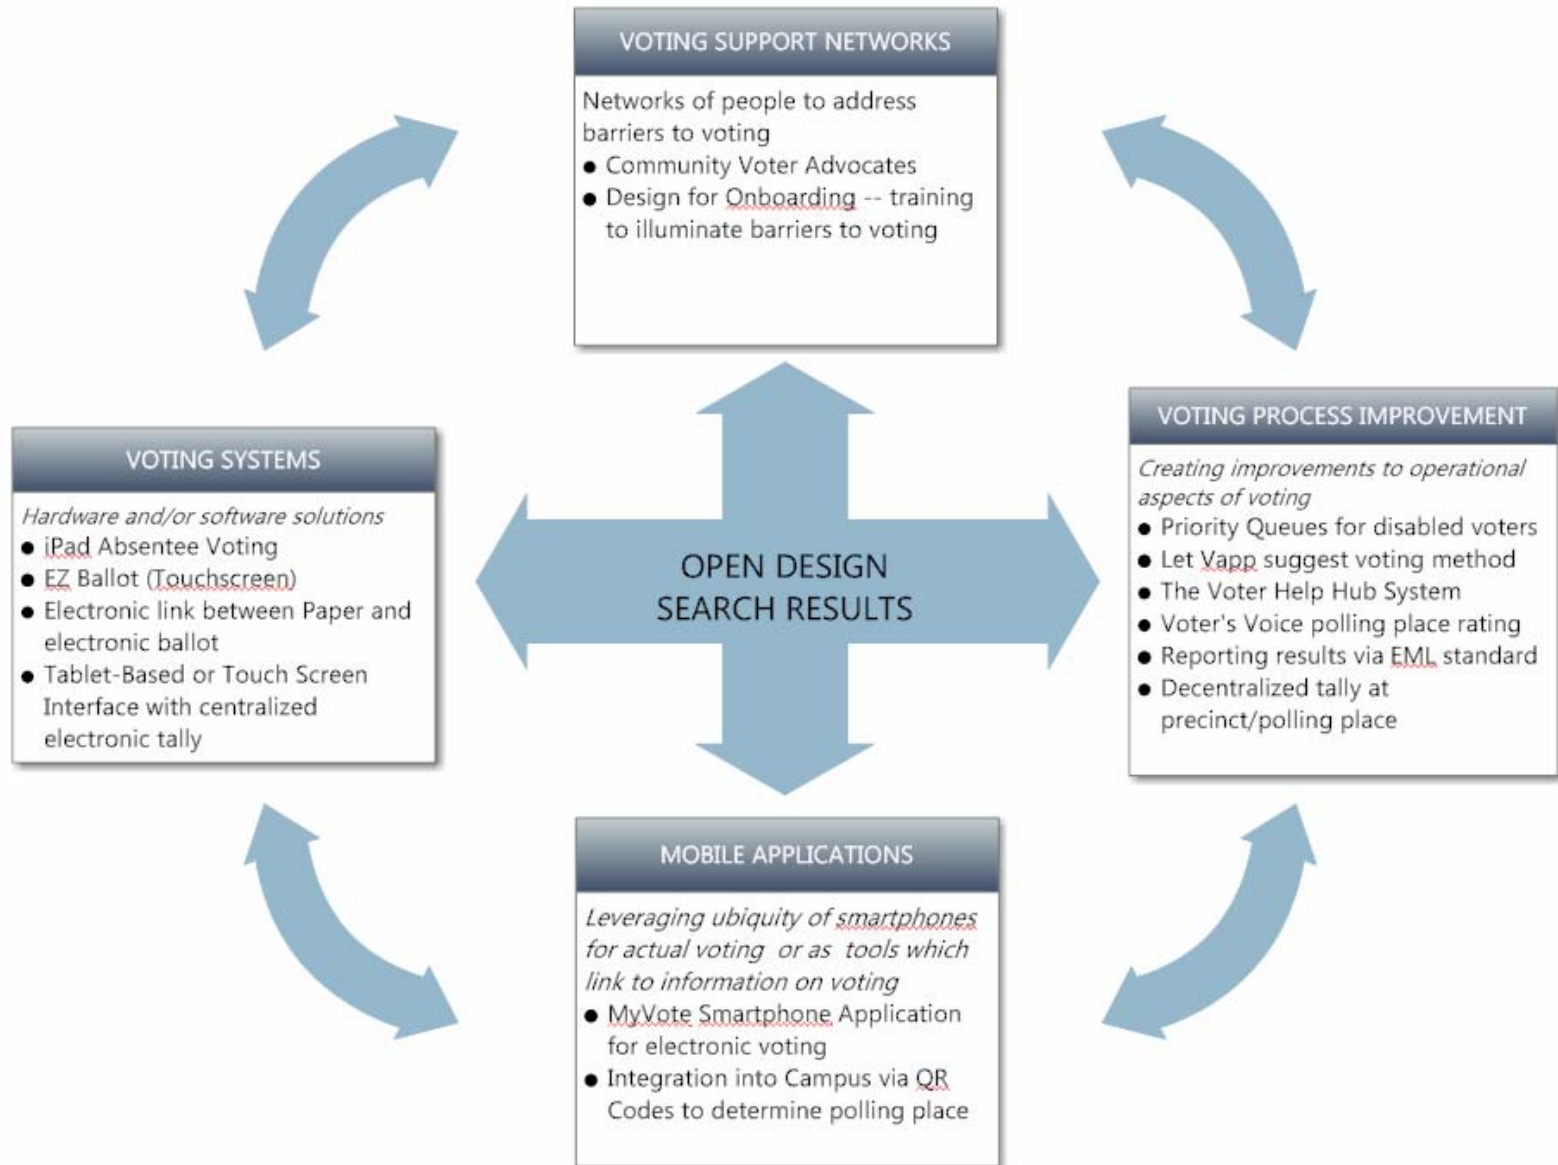 VOTING SUPPORT NETWORKS
Networks of people to address
barriers to voting
● Community Voter Advocates
● Design for Onboarding -- training
to illuminate barriers to voting
VOTING SYSTEMS
Hardware and/or software solutions
● iPad Absentee Voting
● EZ Ballot (Touchscreen)
● Electronic link between Paper and
electronic ballot
● Tablet-Based or Touch Screen
Interface with centralized
electronic tally
OPEN DESIGN
SEARCH RESULTS
VOTING PROCESS IMPROVEMENT
Creating improvements to operational
aspects of voting
● Priority Queues for disabled voters
● Let Vapp suggest voting method
● The Voter Help Hub System
● Voter's Voice polling place rating
● Reporting results via EML standard
● Decentralized tally at
precinct/polling place
MOBILE APPLICATIONS
Leveraging ubiquity of smartphones
for actual voting or as tools which
link to information on voting
● MyVote Smartphone Application
for electronic voting
● Integration into Campus via QR
Codes to determine polling place